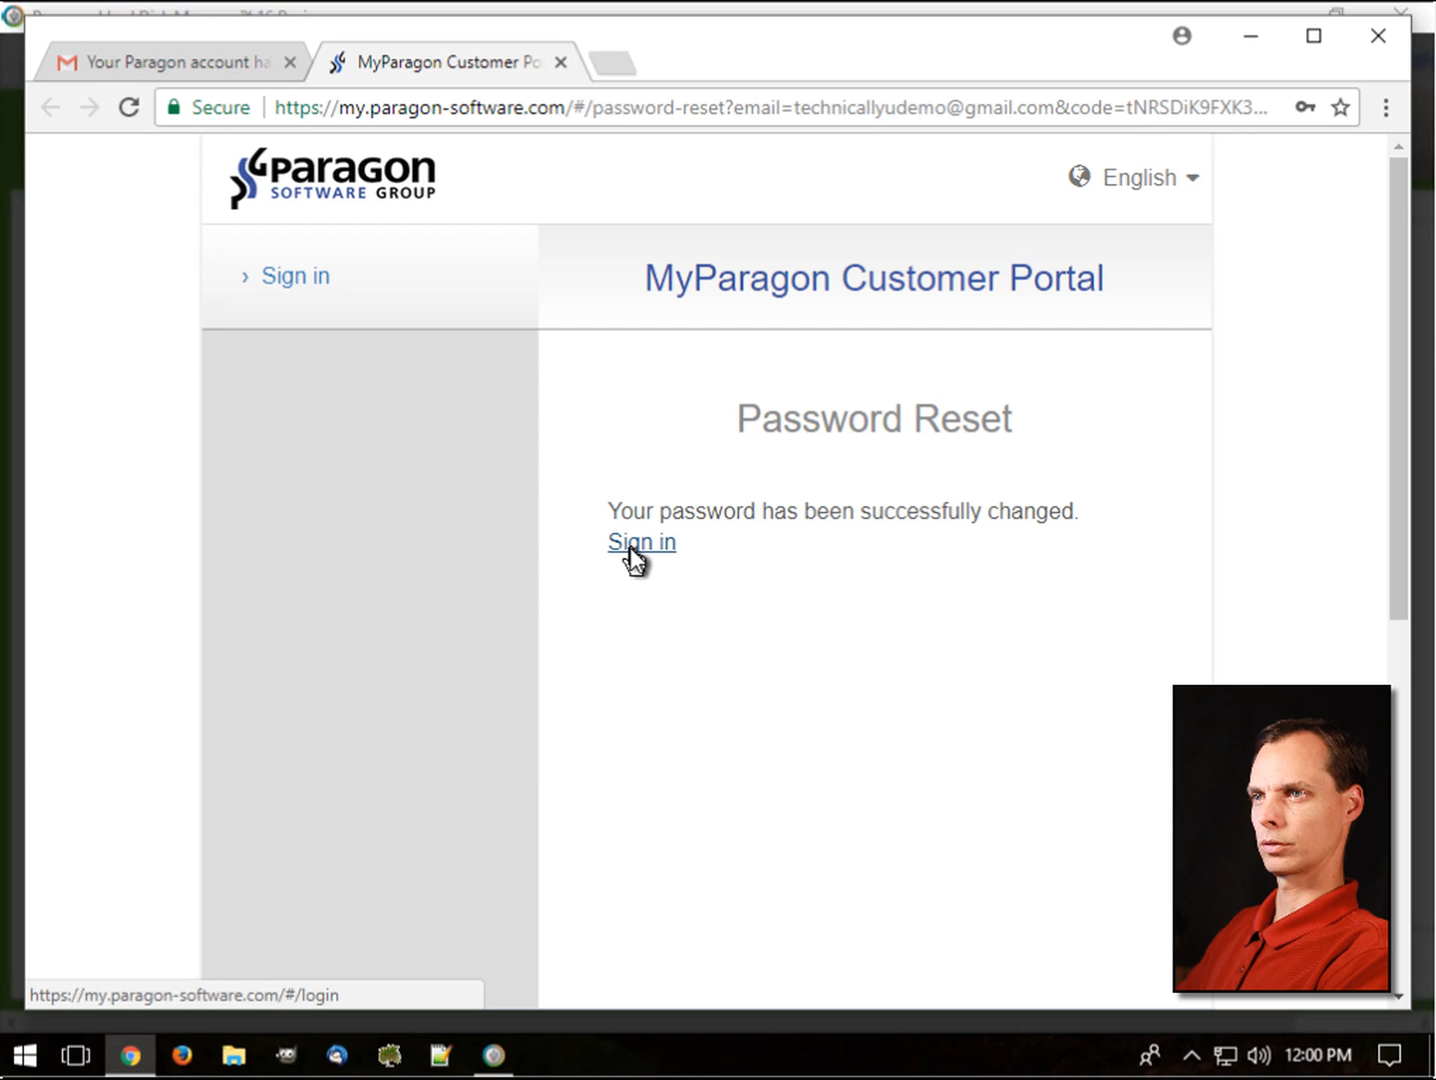 Your Paragon account ha
MyParagon Customer Po
Secure
https://my.paragon-software.com/#/password-reset?email=technicallyudemo@gmail.com&code=tNRSDiK9FXK3...
Paragon
SOFTWARE GROUP
English
› Sign in
MyParagon Customer Portal
Password Reset
Your password has been successfully changed.
Sign in
https://my.paragon-software.com/#/login
12:00 PM